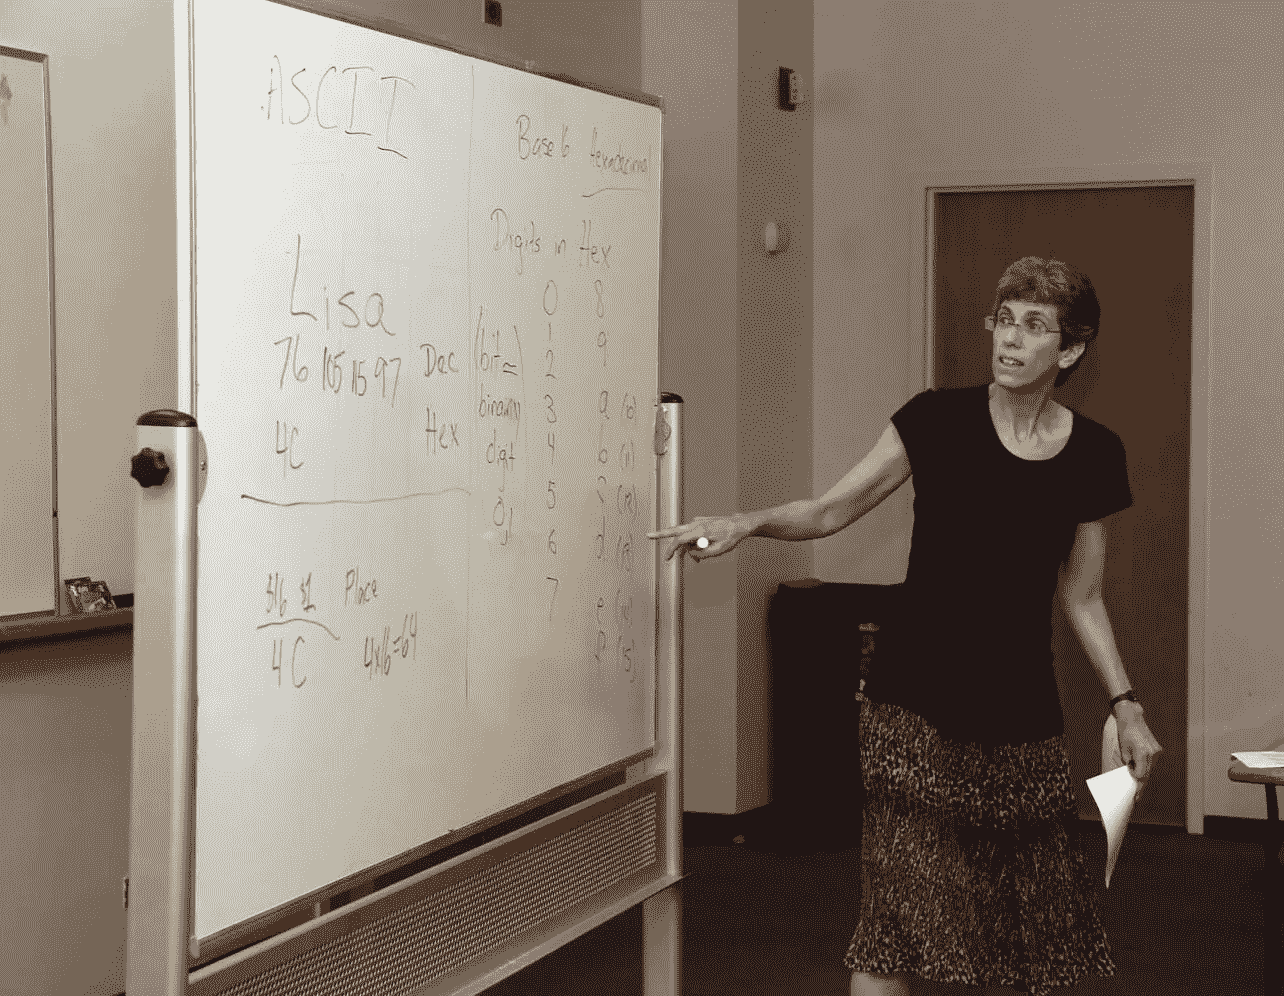 ASCII
Lisa
76 105 115 97 Dec
4C Hex
$16 $1 Place
4C 4x16=64
Base 16 Hexadecimal
Digits in Hex
(bit =
binary)
digit
0,1
0 8
1 9
2
3 a (10)
4 b (11)
5 c (12)
6 d (13)
7 e (14)
f (15)